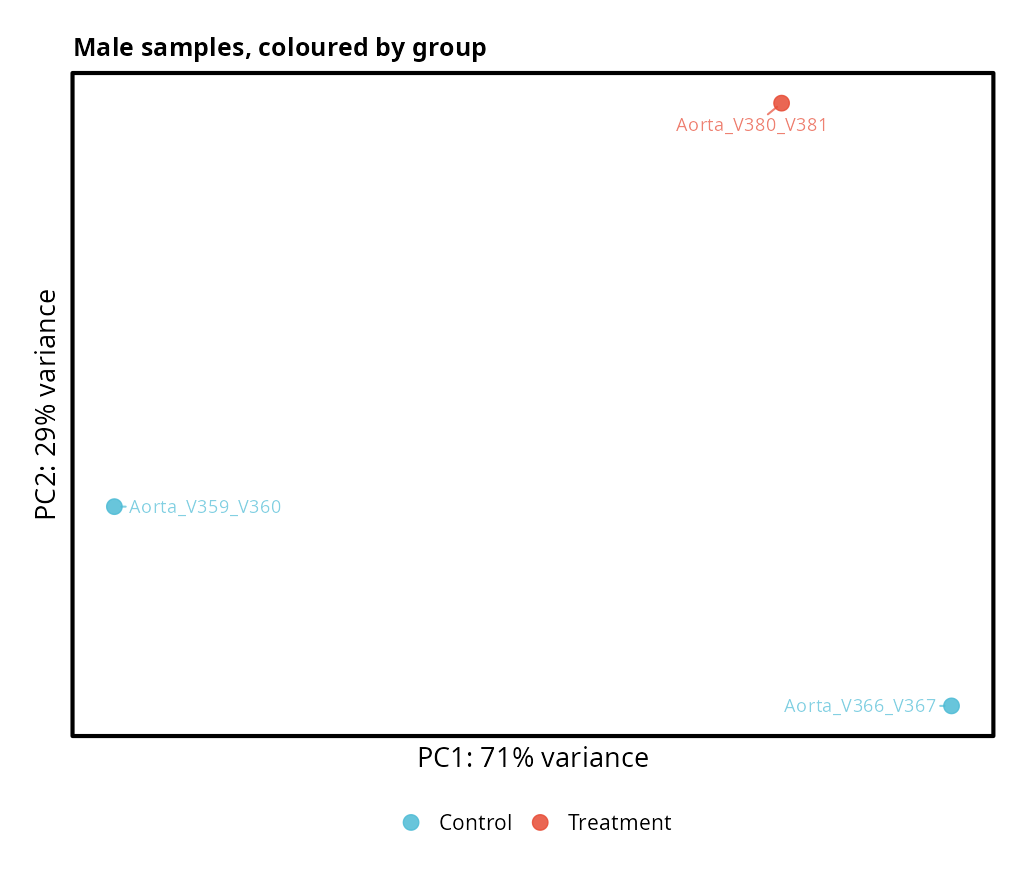 Male samples, coloured by group
Aorta_V380_V381
PC2: 29% variance
Aorta_V359_V360
Aorta_V366_V367
PC1: 71% variance
Control
Treatment